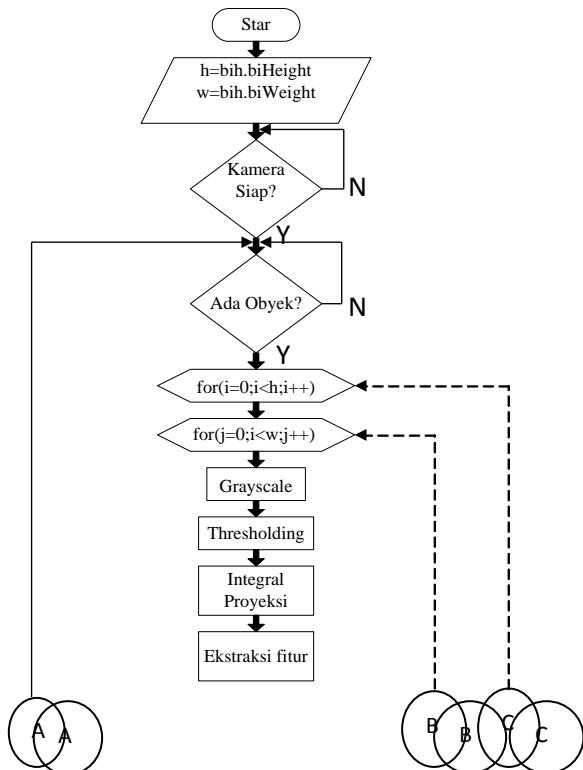 Star
h=bih.biHeight
w=bih.biWeight
Kamera
Siap?
N
Y
Ada Obyek?
N
Y
for(i=0;i<h;i++)
for(j=0;i<w;j++)
Grayscale
Thresholding
Integral
Proyeksi
Ekstraksi fitur
A A B B C C